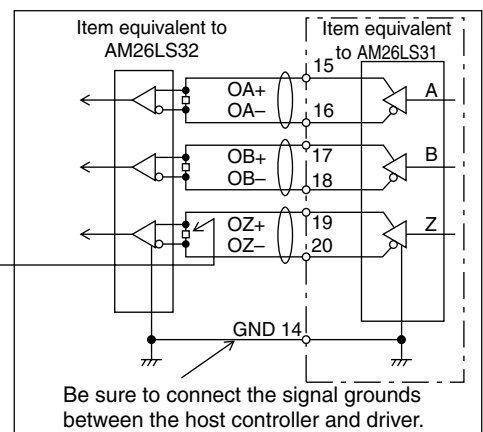 Item equivalent to
AM26LS32
Item equivalent
to AM26LS31
15
OA+
A
OA–
16
17
OB+
B
OB–
18
19
OZ+
Z
OZ–
20
GND 14
Be sure to connect the signal grounds
between the host controller and driver.